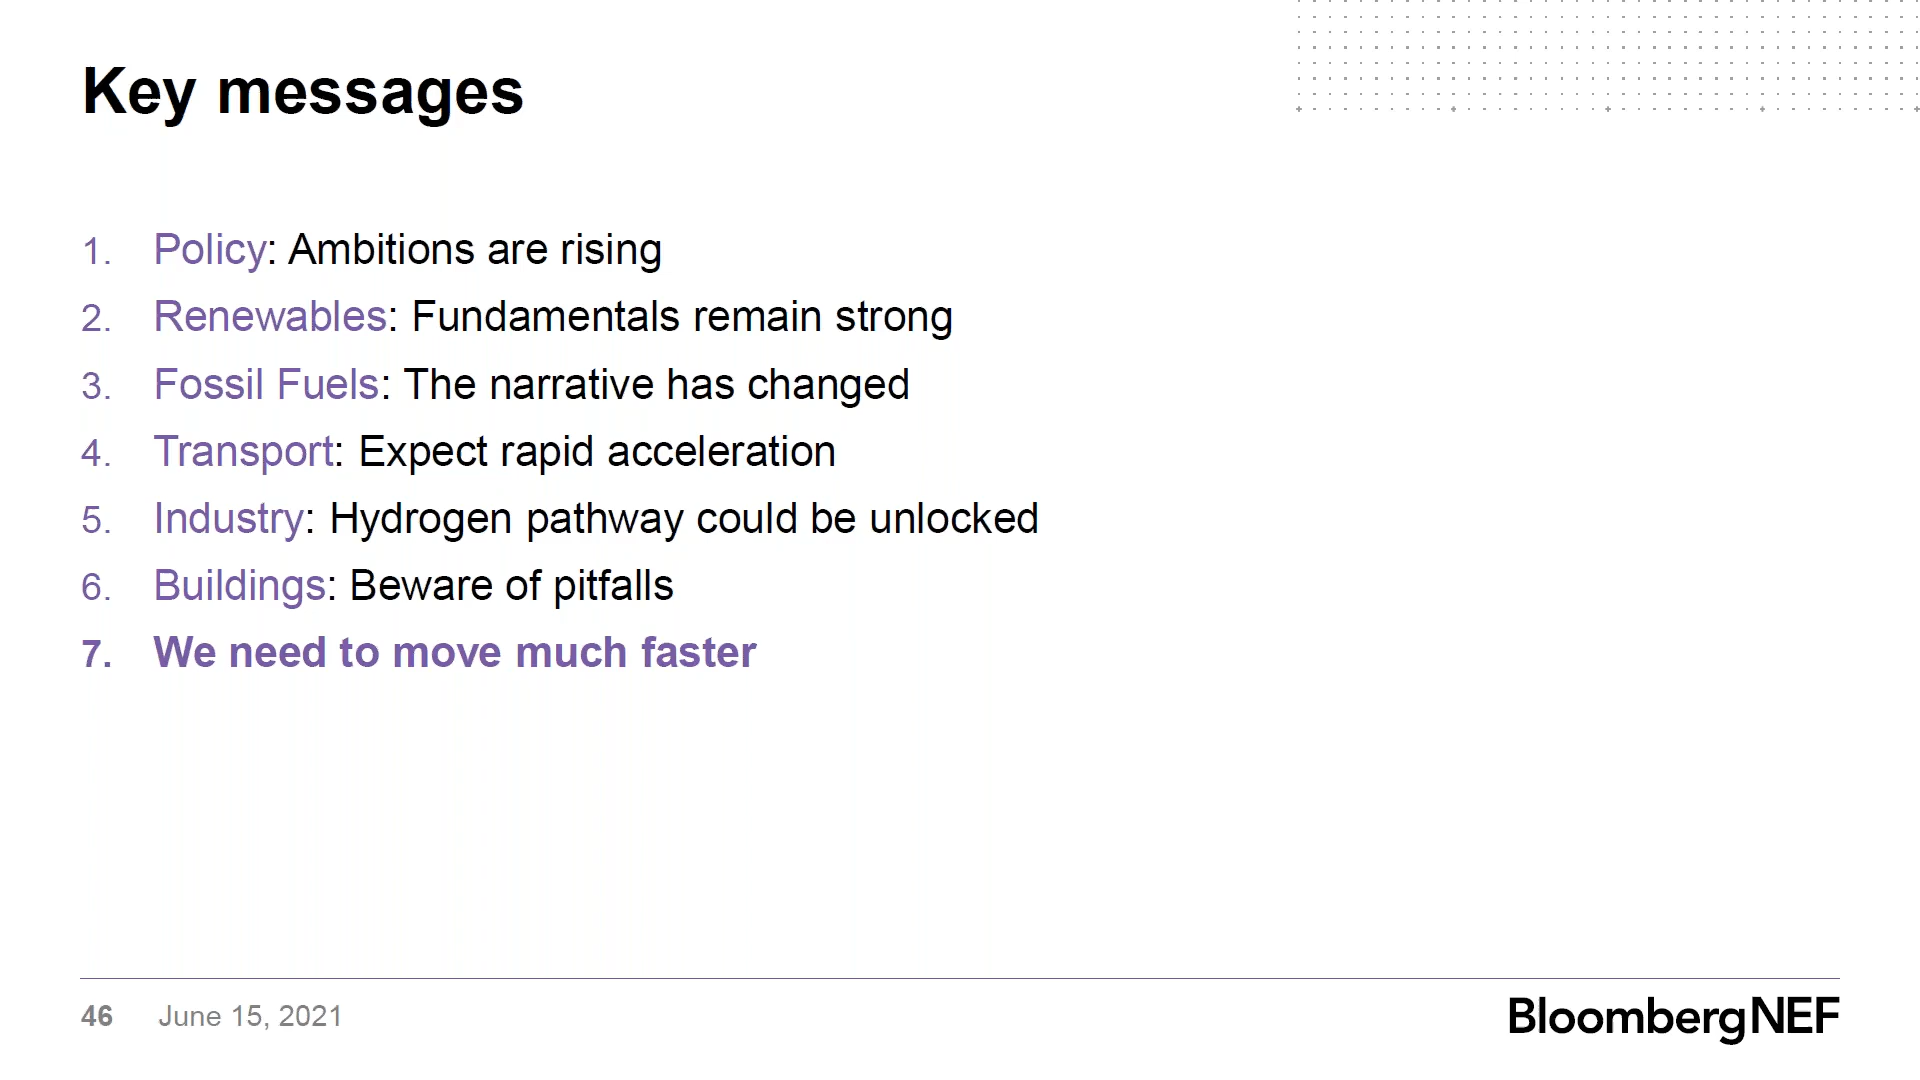 Key messages
1. Policy: Ambitions are rising
2. Renewables: Fundamentals remain strong
3. Fossil Fuels: The narrative has changed
4. Transport: Expect rapid acceleration
5. Industry: Hydrogen pathway could be unlocked
6. Buildings: Beware of pitfalls
7. We need to move much faster
46 June 15, 2021
BloombergNEF